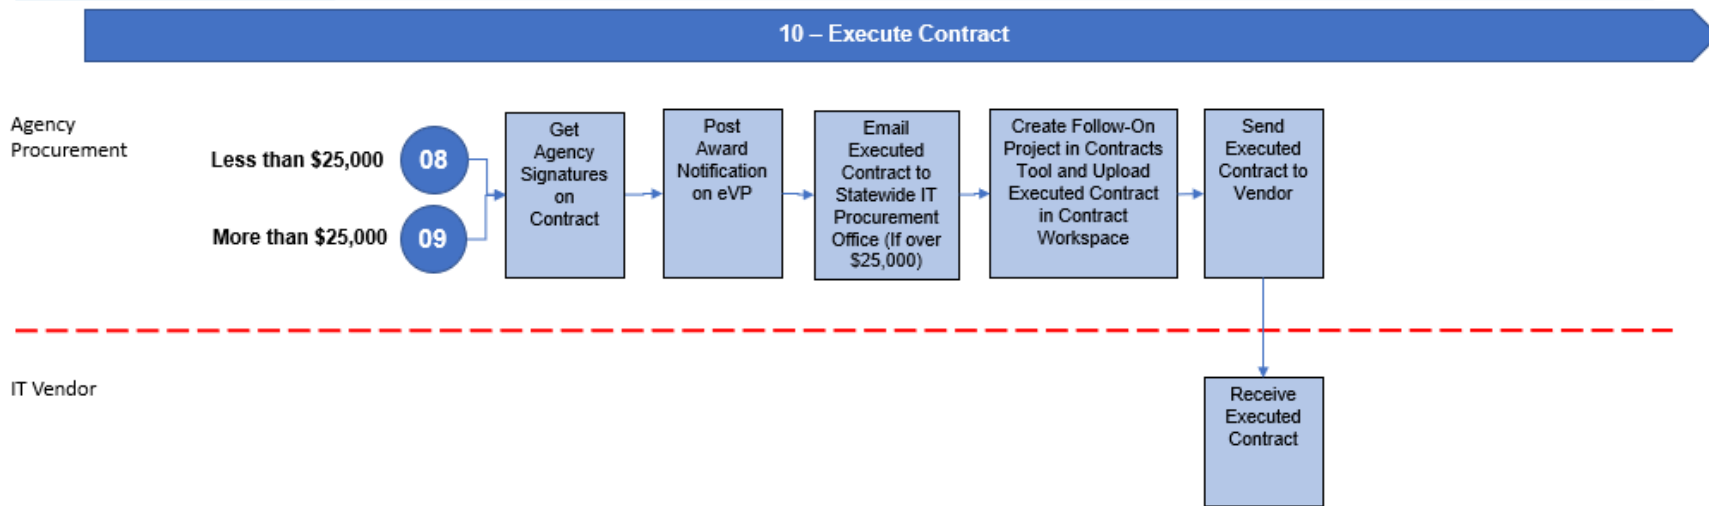 10 – Execute Contract
Agency
Procurement
Less than $25,000
08
More than $25,000
09
Get
Agency
Signatures
on
Contract
Post
Award
Notification
on eVP
Email
Executed
Contract to
Statewide IT
Procurement
Office (If over
$25,000)
Create Follow-On
Project in Contracts
Tool and Upload
Executed Contract
in Contract
Workspace
Send
Executed
Contract to
Vendor
IT Vendor
Receive
Executed
Contract